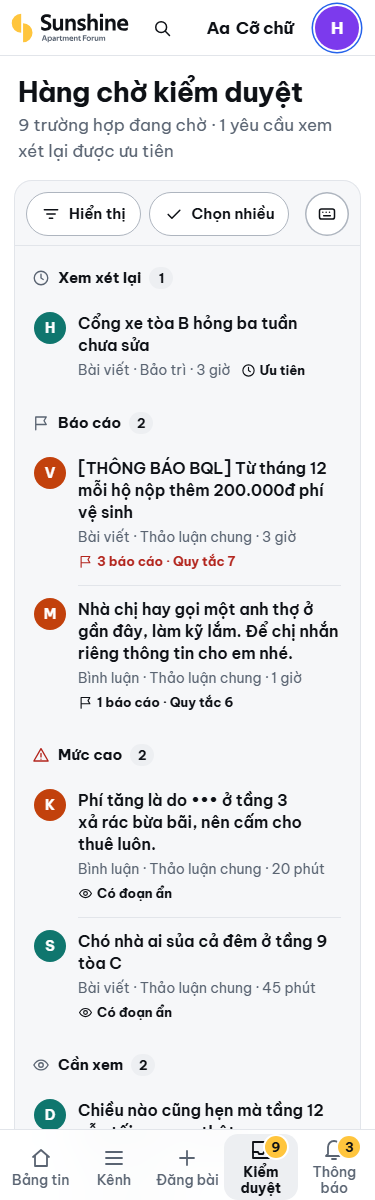 Sunshine
Apartment Forum
Aa Cỡ chữ
H
Hàng chờ kiểm duyệt
9 trường hợp đang chờ · 1 yêu cầu xem
xét lại được ưu tiên
Hiển thị
Chọn nhiều
Xem xét lại 1
H
Cổng xe tòa B hỏng ba tuần
chưa sửa
Bài viết · Bảo trì · 3 giờ Ưu tiên
Báo cáo 2
V
[THÔNG BÁO BQL] Từ tháng 12
mỗi hộ nộp thêm 200.000đ phí
vệ sinh
Bài viết · Thảo luận chung · 3 giờ
3 báo cáo · Quy tắc 7
M
Nhà chị hay gọi một anh thợ ở
gần đây, làm kỹ lắm. Để chị nhắn
riêng thông tin cho em nhé.
Bình luận · Thảo luận chung · 1 giờ
1 báo cáo · Quy tắc 6
Mức cao 2
K
Phí tăng là do ••• ở tầng 3
xả rác bừa bãi, nên cấm cho
thuê luôn.
Bình luận · Thảo luận chung · 20 phút
Có đoạn ẩn
S
Chó nhà ai sủa cả đêm ở tầng 9
tòa C
Bài viết · Thảo luận chung · 45 phút
Có đoạn ẩn
Cần xem 2
D
Chiều nào cũng hẹn mà tầng 12
Bảng tin
Kênh
Đăng bài
9
Kiểm
duyệt
3
Thông
báo